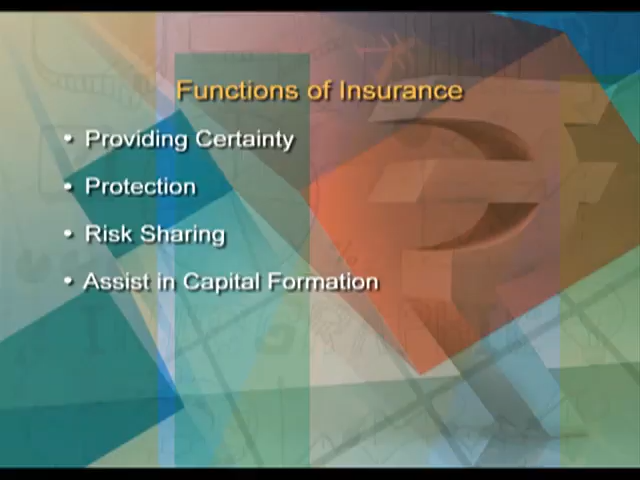 Functions of Insurance
• Providing Certainty
• Protection
• Risk Sharing
• Assist in Capital Formation